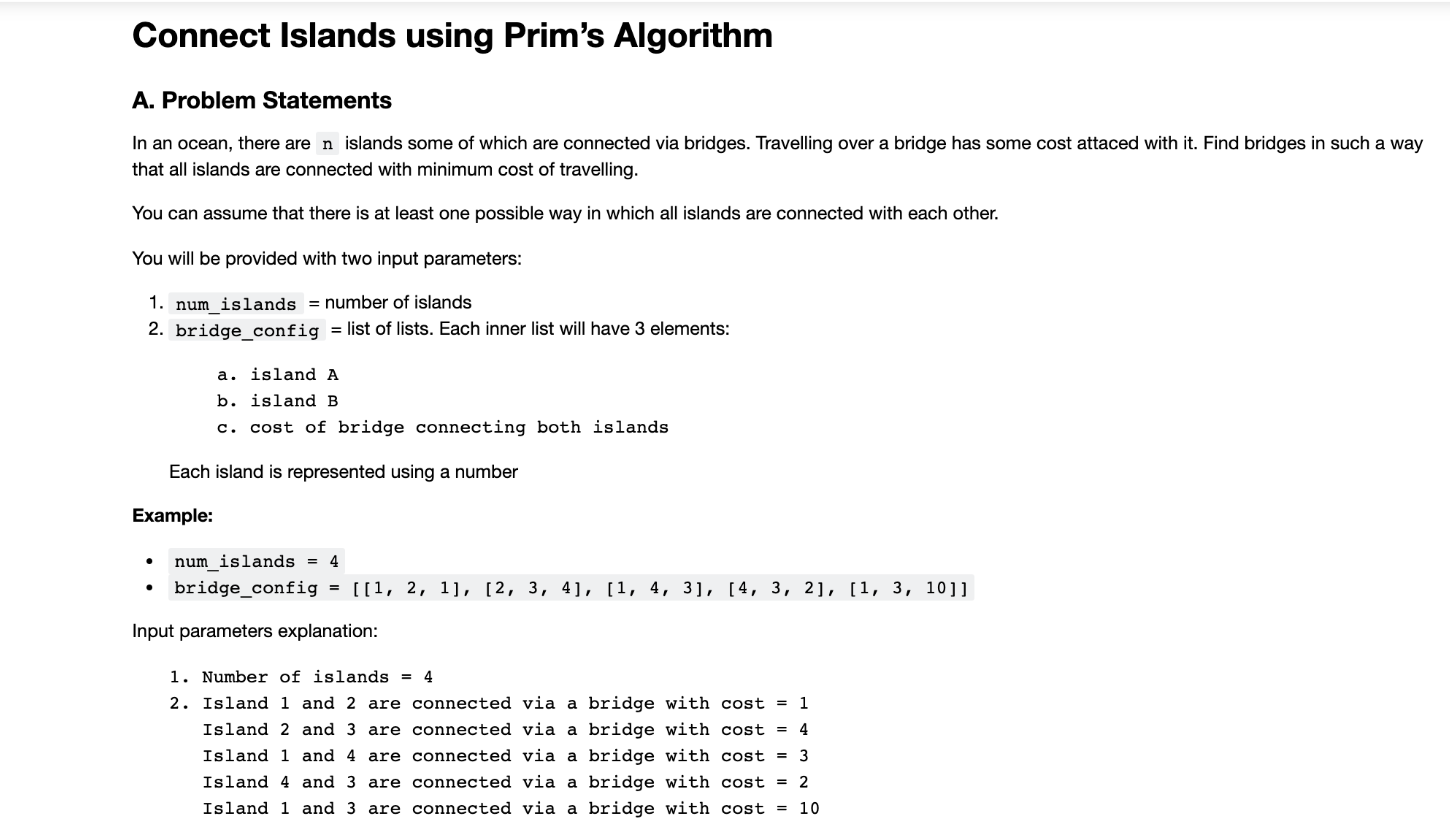 Connect Islands using Prim’s Algorithm
A. Problem Statements
In an ocean, there are n islands some of which are connected via bridges. Travelling over a bridge has some cost attaced with it. Find bridges in such a way
that all islands are connected with minimum cost of travelling.
You can assume that there is at least one possible way in which all islands are connected with each other.
You will be provided with two input parameters:
1. num_islands = number of islands
2. bridge_config = list of lists. Each inner list will have 3 elements:
a. island A
b. island B
c. cost of bridge connecting both islands
Each island is represented using a number
Example:
• num_islands = 4
• bridge_config = [[1, 2, 1], [2, 3, 4], [1, 4, 3], [4, 3, 2], [1, 3, 10]]
Input parameters explanation:
1. Number of islands = 4
2. Island 1 and 2 are connected via a bridge with cost = 1
Island 2 and 3 are connected via a bridge with cost = 4
Island 1 and 4 are connected via a bridge with cost = 3
Island 4 and 3 are connected via a bridge with cost = 2
Island 1 and 3 are connected via a bridge with cost = 10